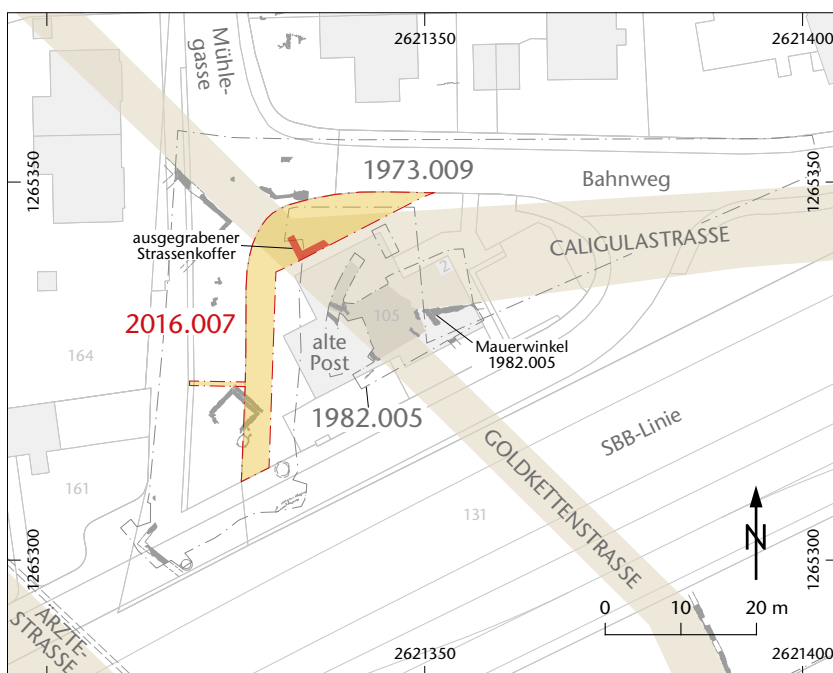 2621350
2621400
Mühle-
gasse
1265350
1265350
1973.009
Bahnweg
ausgegrabener
Strassenkoffer
CALIGULASTRASSE
2
2016.007
105
alte
Post
Mauerwinkel
1982.005
164
1982.005
SBB-Linie
GOLDKETTENSTRASSE
161
131
N
1265300
1265300
0 10 20 m
ARZTE-
STRASSE
2621350
2621400